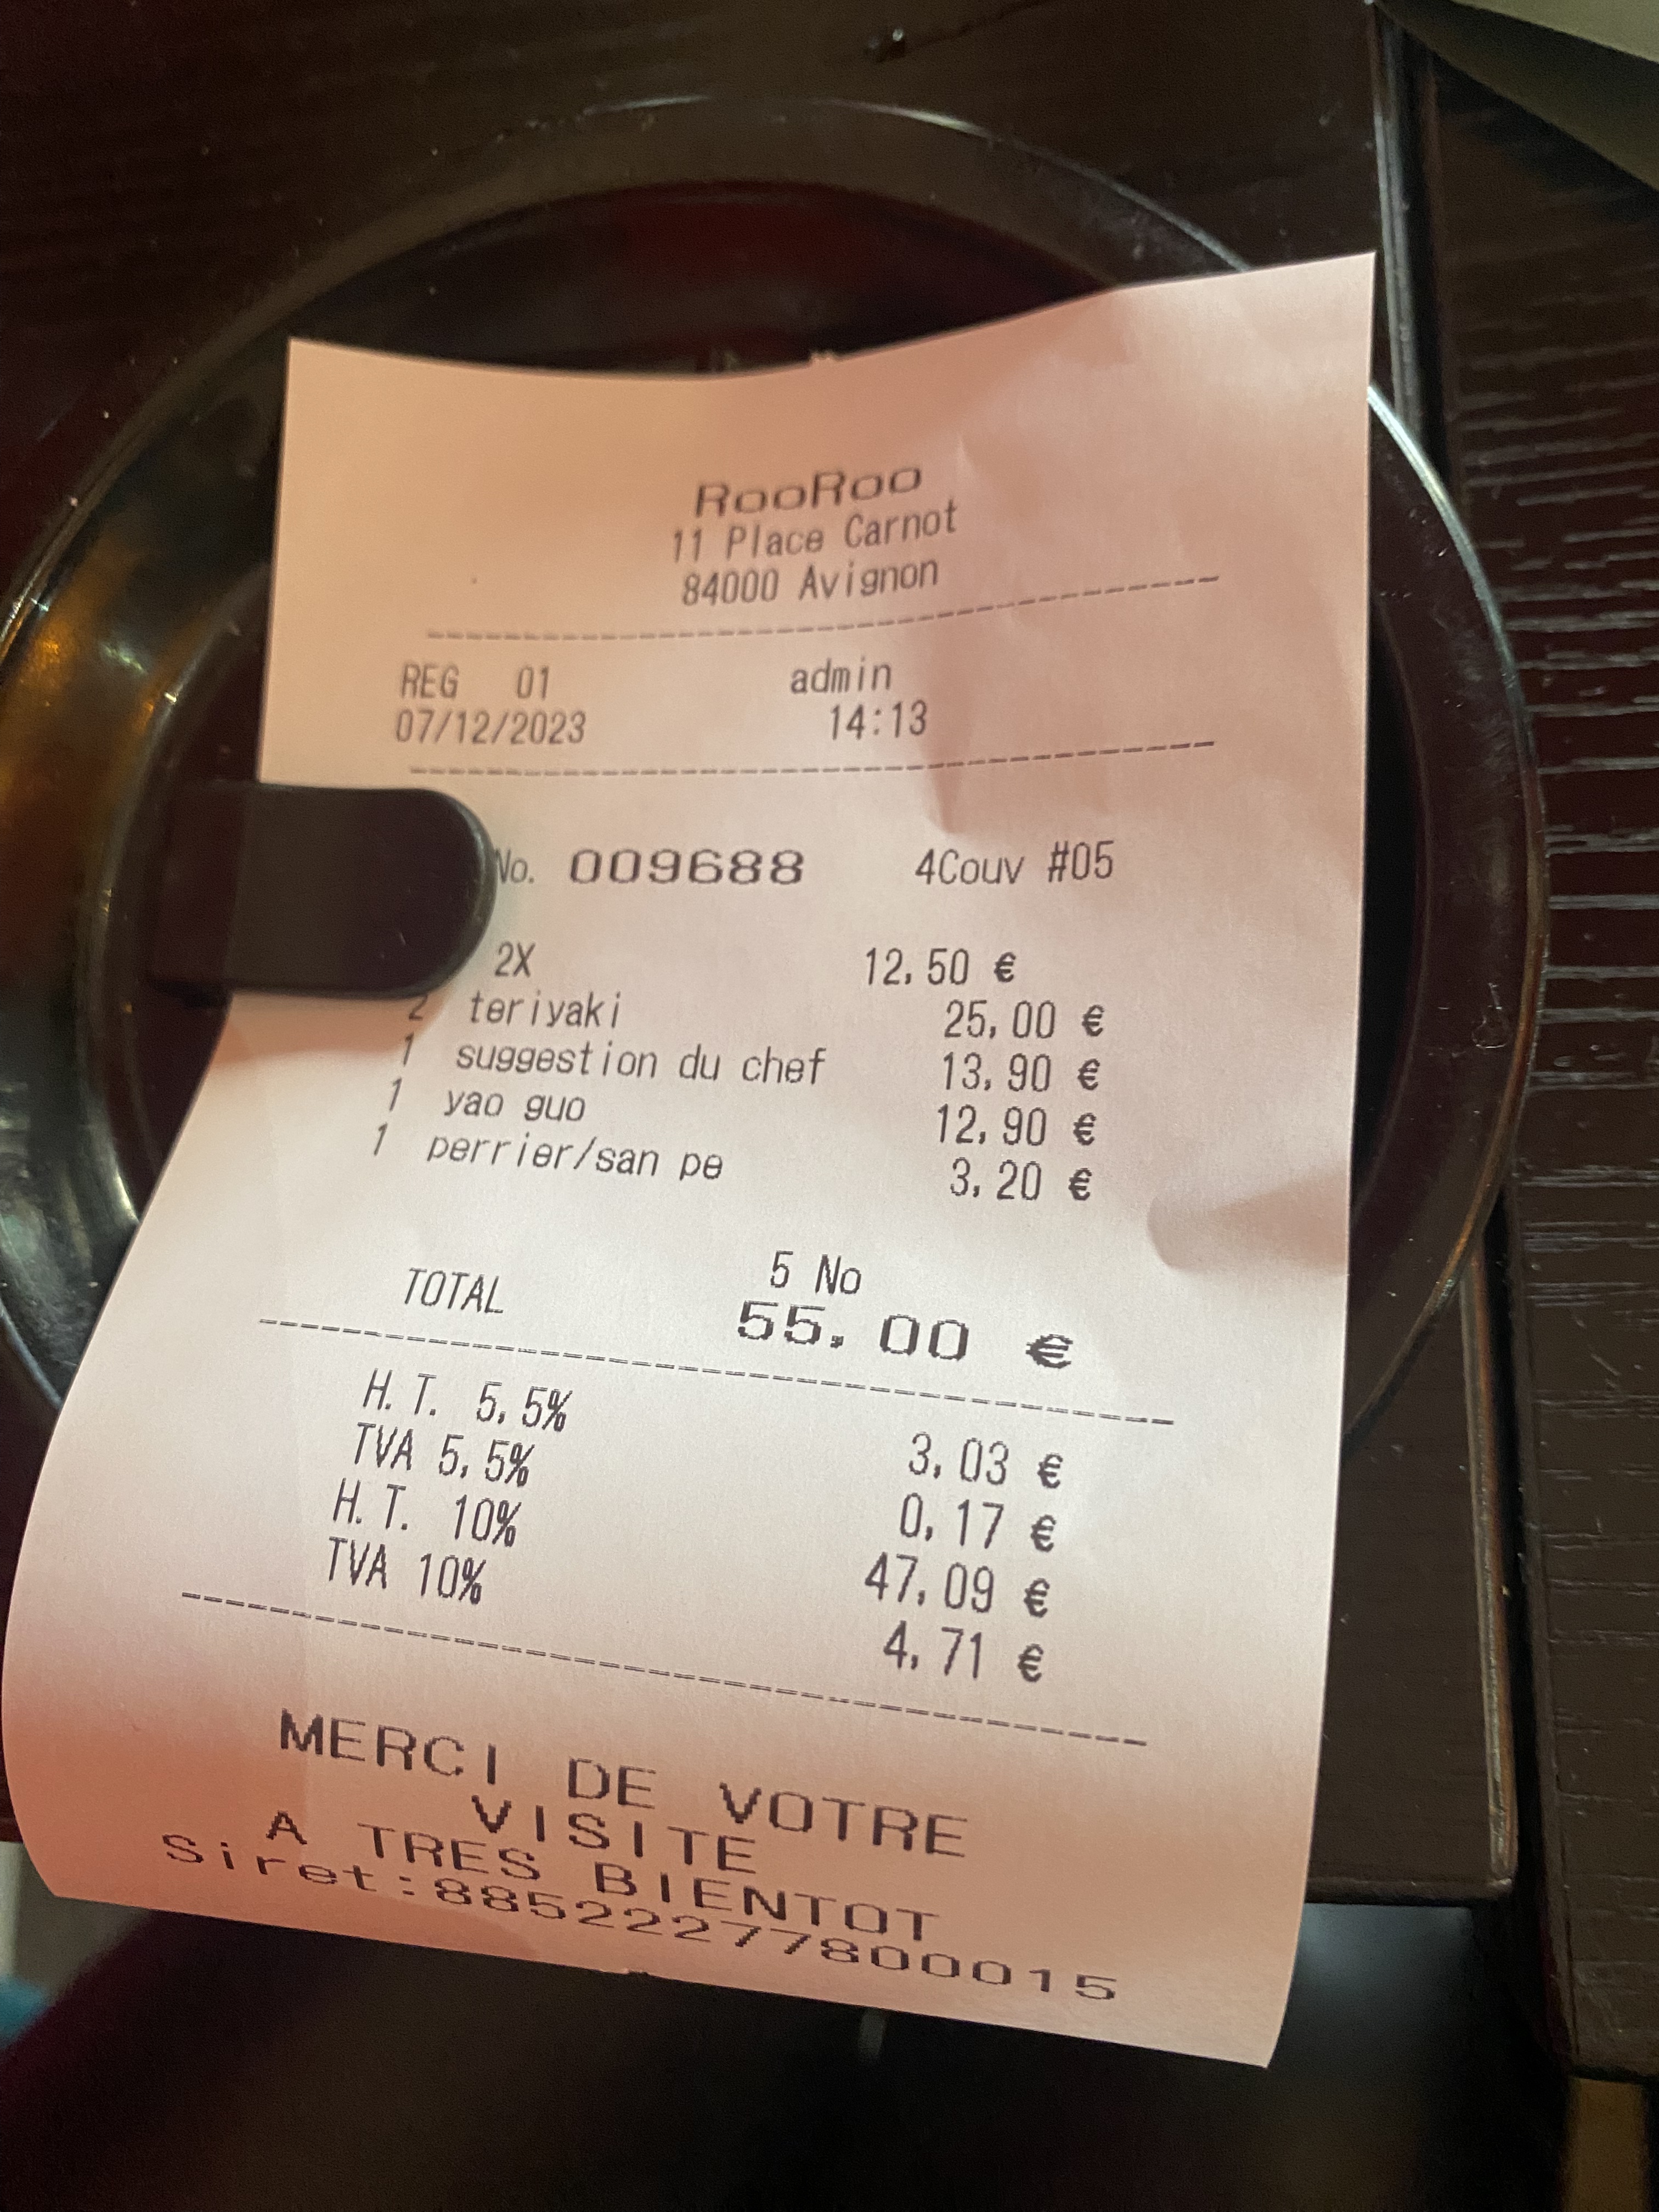 RooRoo
11 Place Carnot
84000 Avignon
REG 01 admin
07/12/2023 14:13
No. 009688 4Couv #05
2X 12,50 €
2 teriyaki 25,00 €
1 suggestion du chef 13,90 €
1 yao guo 12,90 €
1 perrier/san pe 3,20 €
5 No
TOTAL 55,00 €
H.T. 5,5% 3,03 €
TVA 5,5% 0,17 €
H.T. 10% 47,09 €
TVA 10% 4,71 €
MERCI DE VOTRE
VISITE
A TRES BIENTOT
Siret:88522277800015